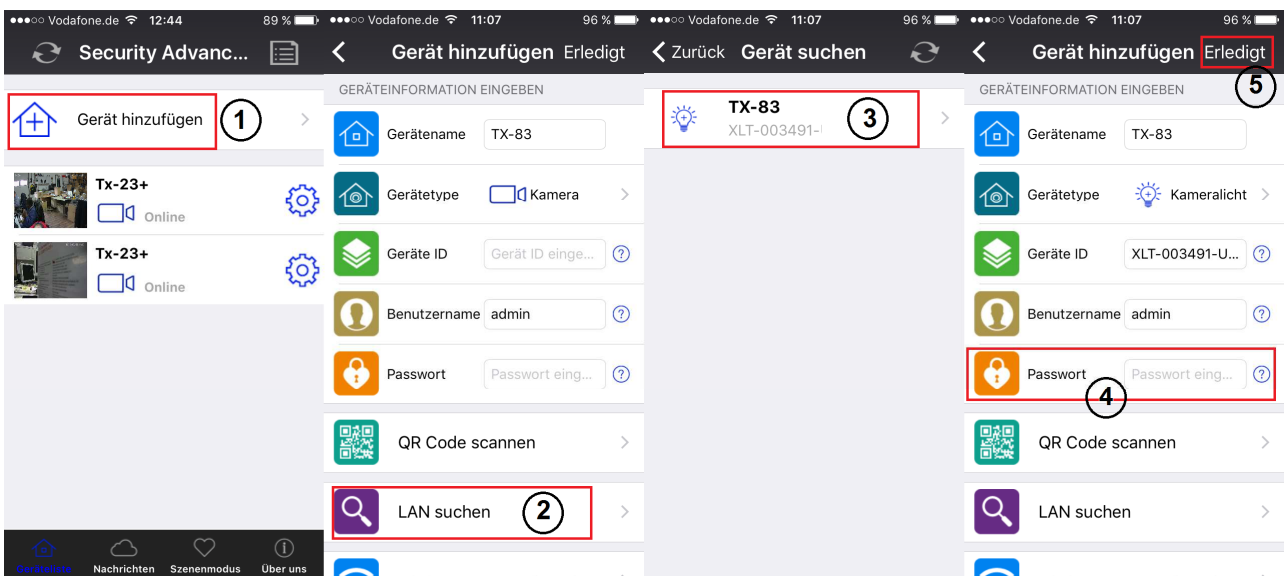 Vodafone.de 12:44 89 %
Security Advanc...
Gerät hinzufügen
1
Tx-23+
Online
Tx-23+
Online
Nachrichten
Szenenmodus
Über uns
Vodafone.de 11:07 96 %
Gerät hinzufügen Erledigt
GERÄTEINFORMATION EINGEBEN
Gerätename TX-83
Gerätetype Kamera
Geräte ID Gerät ID einge... ?
Benutzername admin ?
Passwort Passwort eing... ?
QR Code scannen
LAN suchen
2
Vodafone.de 11:07 96 %
Zurück Gerät suchen
TX-83
XLT-003491-
3
Vodafone.de 11:07 96 %
Gerät hinzufügen Erledigt
5
GERÄTEINFORMATION EINGEBEN
Gerätename TX-83
Gerätetype Kameralicht
Geräte ID XLT-003491-U... ?
Benutzername admin ?
Passwort Passwort eing... ?
4
QR Code scannen
LAN suchen